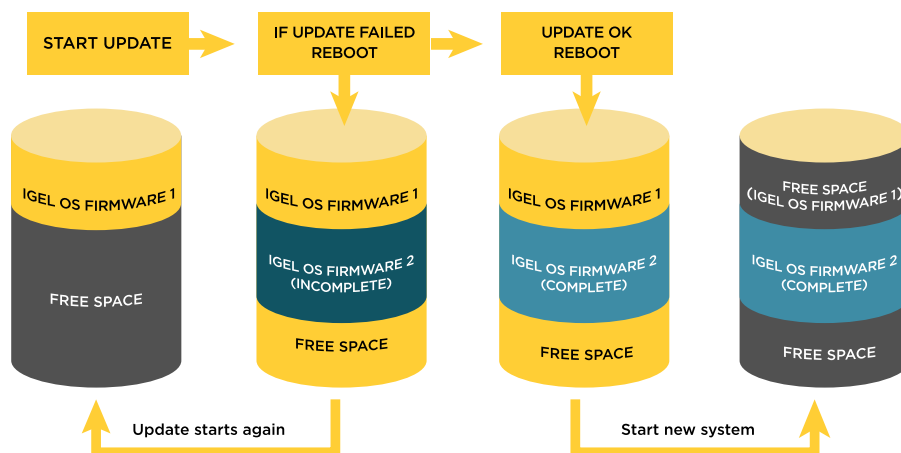 START UPDATE
IF UPDATE FAILED
REBOOT
UPDATE OK
REBOOT
IGEL OS FIRMWARE 1
FREE SPACE
IGEL OS FIRMWARE 1
IGEL OS FIRMWARE 2
(INCOMPLETE)
FREE SPACE
IGEL OS FIRMWARE 1
IGEL OS FIRMWARE 2
(COMPLETE)
FREE SPACE
FREE SPACE
(IGEL OS FIRMWARE 1)
IGEL OS FIRMWARE 2
(COMPLETE)
FREE SPACE
Update starts again
Start new system